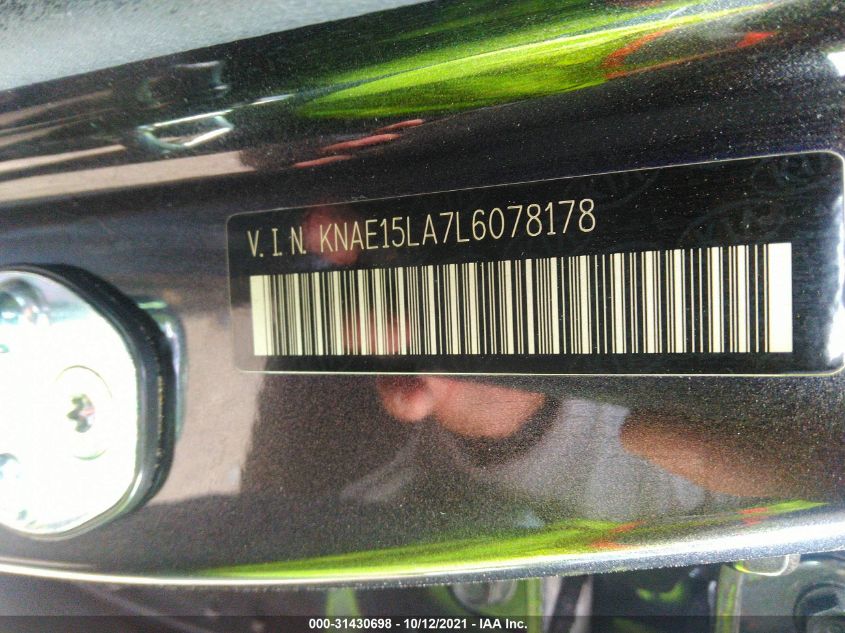 V. I. N. KNAE15LA7L6078178
000-31430698 - 10/12/2021 - IAA Inc.